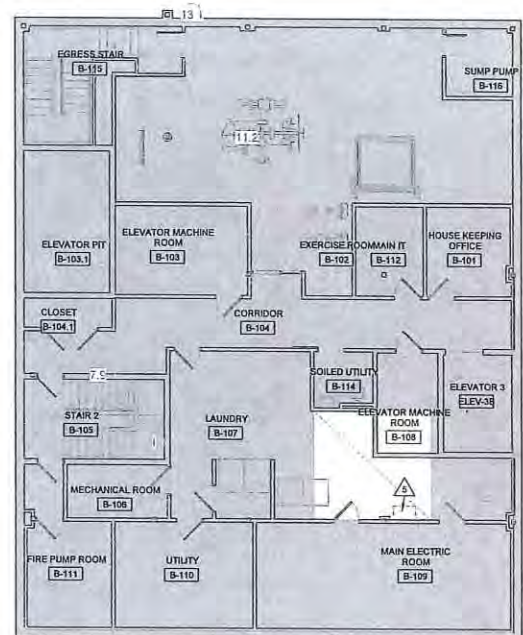 13.1
EGRESS STAIR
B-115
SUMP PUMP
B-116
11.2
ELEVATOR PIT
B-103.1
ELEVATOR MACHINE
ROOM
B-103
EXERCISE ROOM
B-102
MAIN IT
B-112
HOUSE KEEPING
OFFICE
B-101
CLOSET
B-104.1
CORRIDOR
B-104
7.9
STAIR 2
B-105
LAUNDRY
B-107
SOILED UTILITY
B-114
ELEVATOR MACHINE
ROOM
B-108
ELEVATOR 3
ELEV-3B
MECHANICAL ROOM
B-106
5
FIRE PUMP ROOM
B-111
UTILITY
B-110
MAIN ELECTRIC
ROOM
B-109